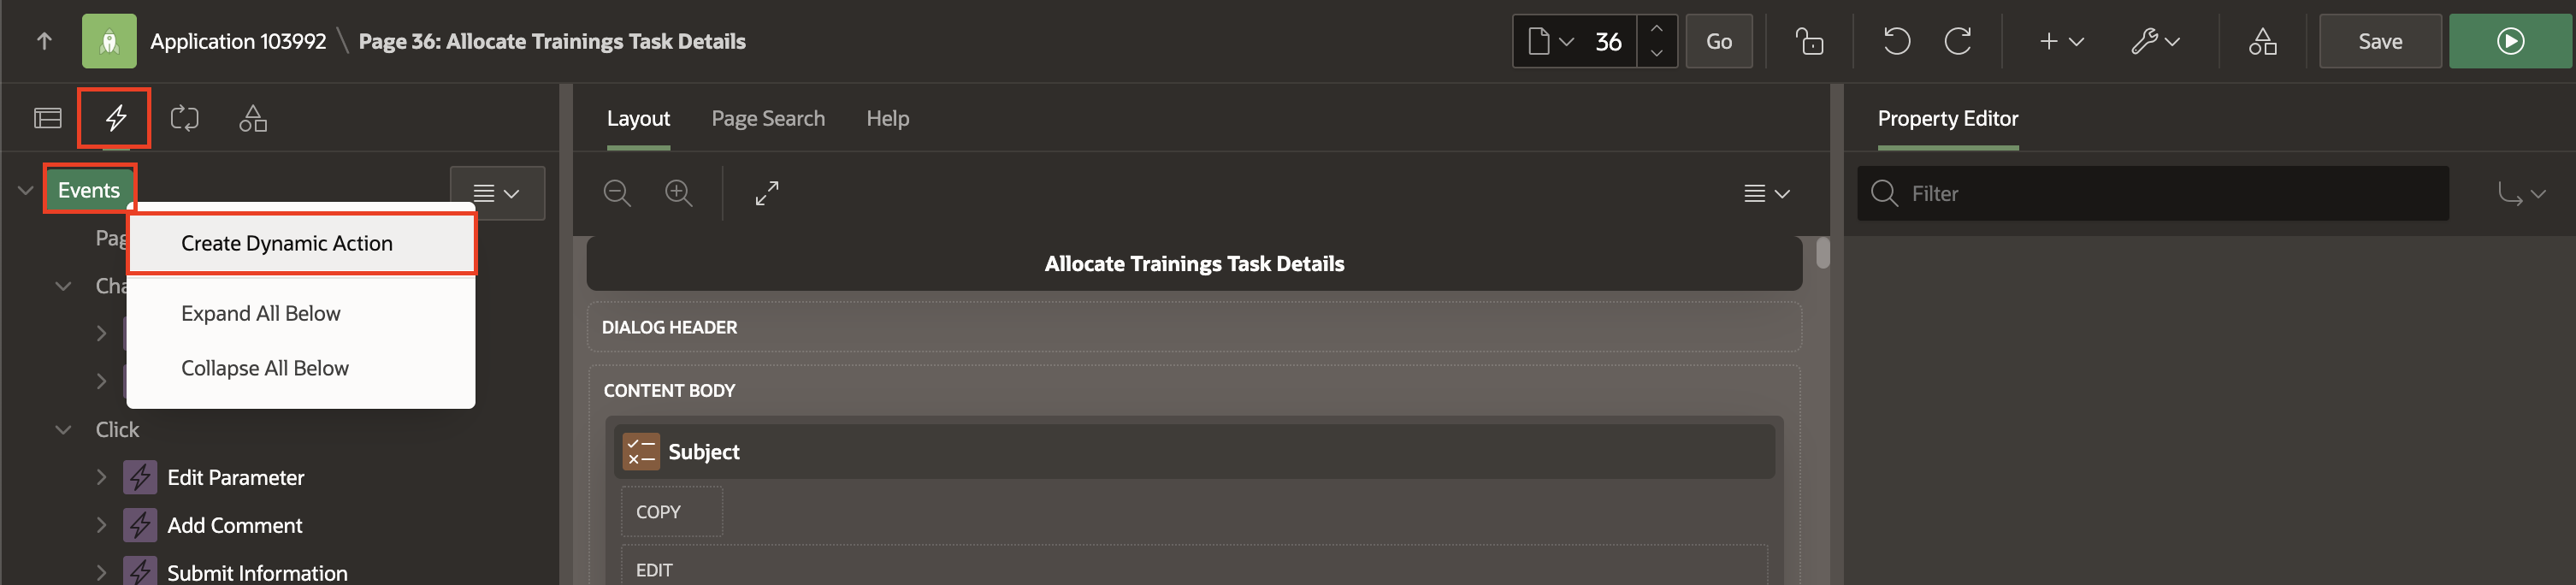 Application 103992 \ Page 36: Allocate Trainings Task Details
36
Go
Save
Layout
Page Search
Help
Property Editor
Events
Create Dynamic Action
Expand All Below
Collapse All Below
Click
Edit Parameter
Add Comment
Submit Information
Allocate Trainings Task Details
DIALOG HEADER
CONTENT BODY
Subject
COPY
EDIT
Filter